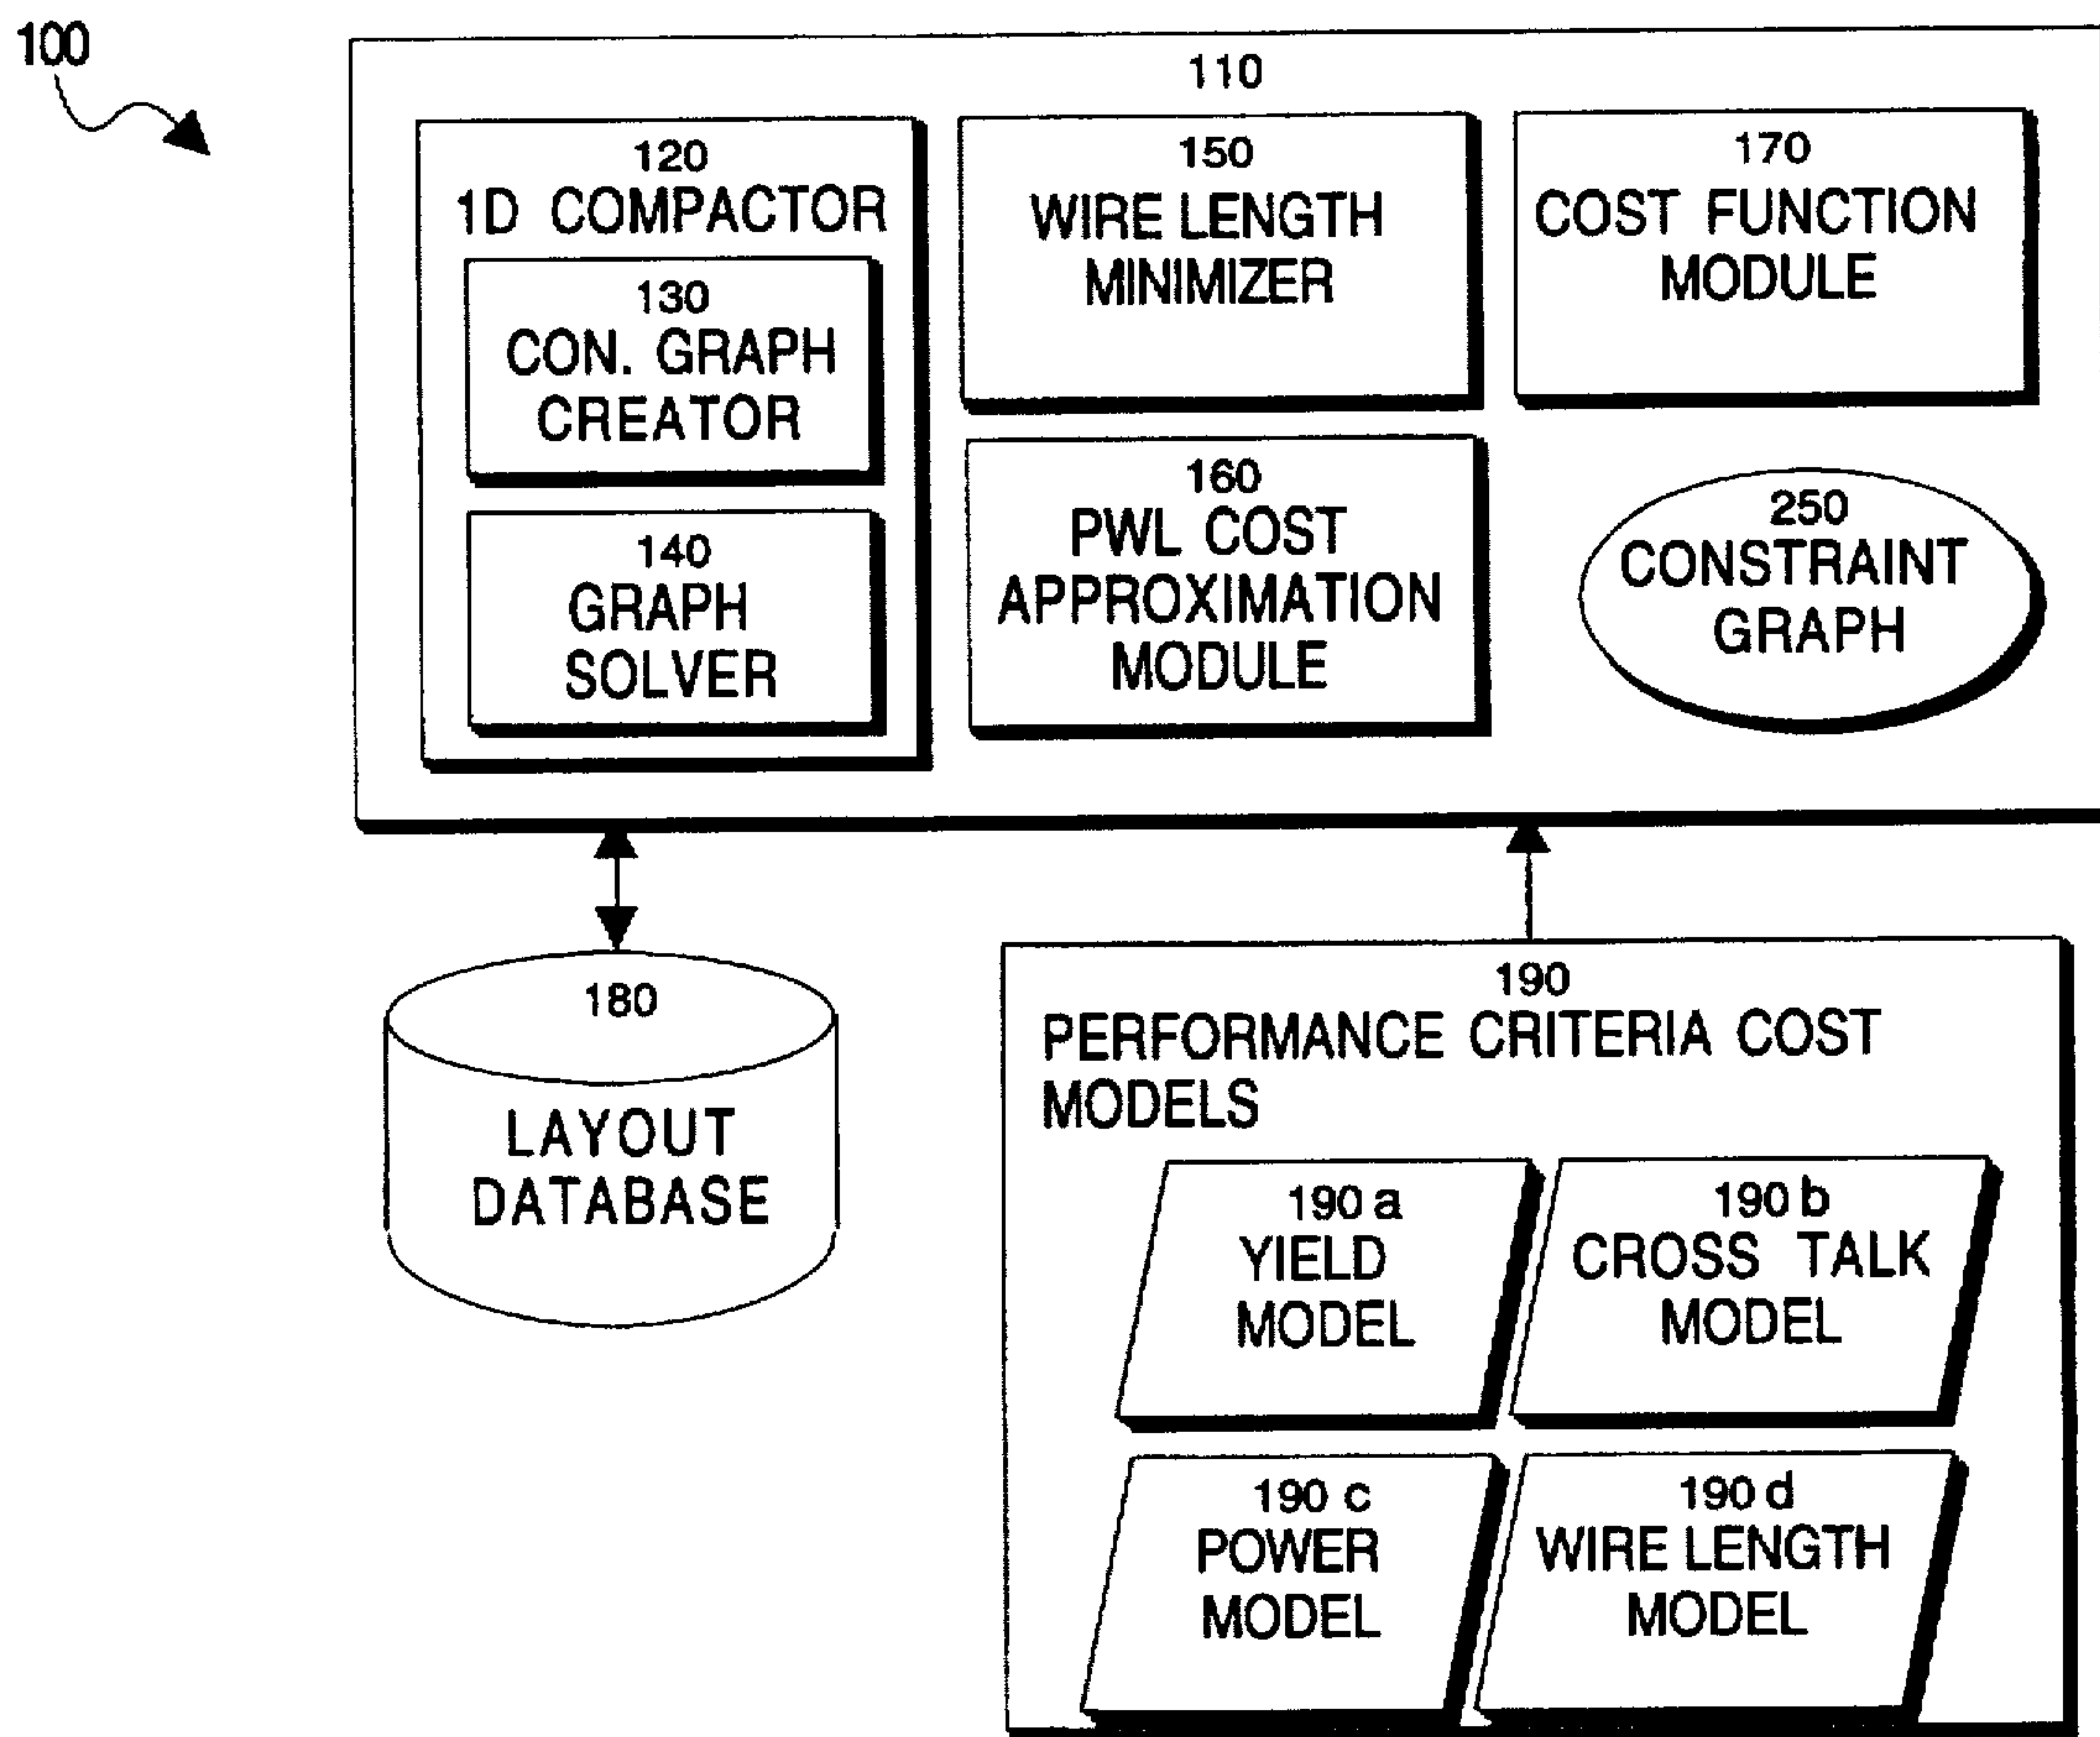 100
110
120
1D COMPACTOR
130
CON. GRAPH
CREATOR
140
GRAPH
SOLVER
150
WIRE LENGTH
MINIMIZER
160
PWL COST
APPROXIMATION
MODULE
170
COST FUNCTION
MODULE
250
CONSTRAINT
GRAPH
180
LAYOUT
DATABASE
190
PERFORMANCE CRITERIA COST
MODELS
190 a
YIELD
MODEL
190 b
CROSS TALK
MODEL
190 c
POWER
MODEL
190 d
WIRE LENGTH
MODEL